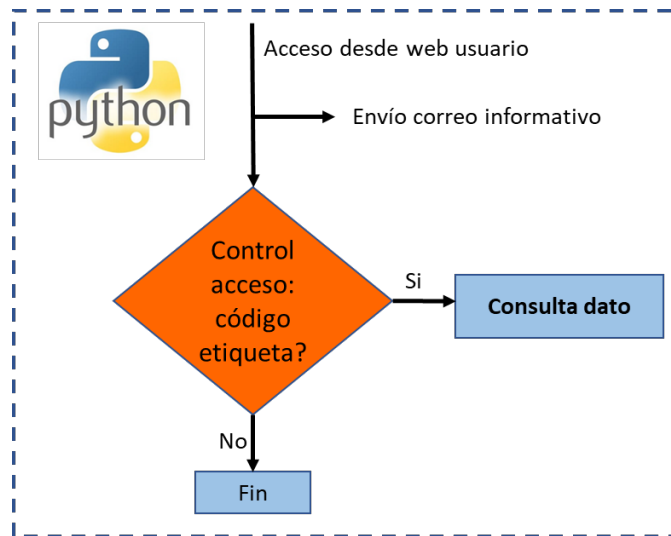 Acceso desde web usuario
python
Envío correo informativo
Control
acceso:
código
etiqueta?
Si
Consulta dato
No
Fin